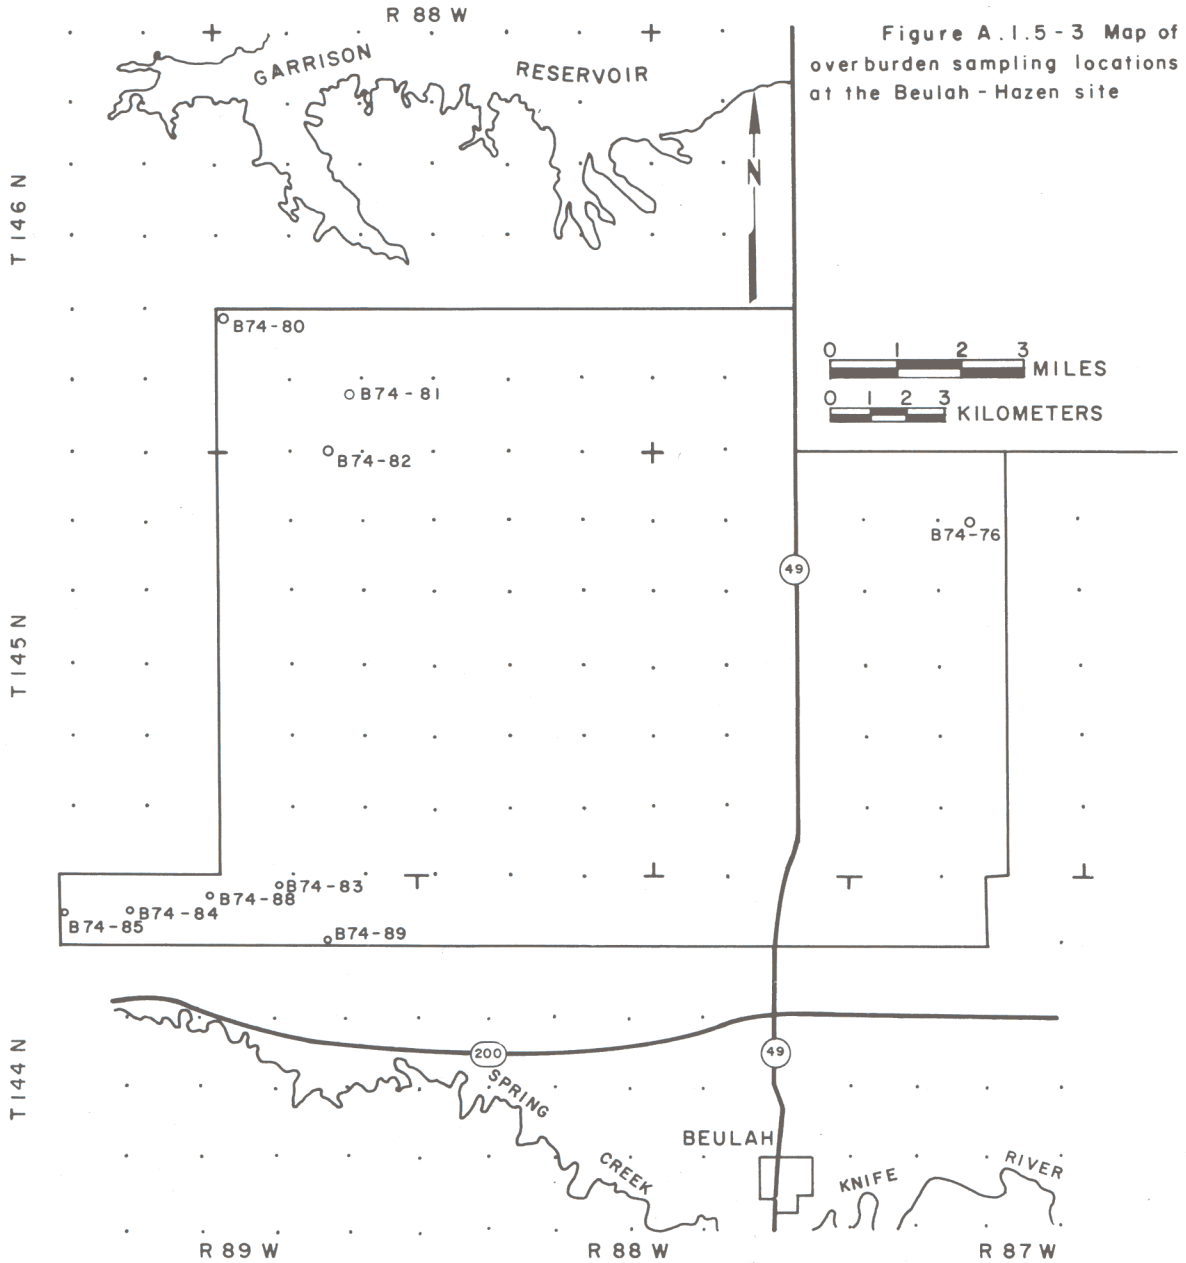 R 88 W
Figure A.1.5-3 Map of
overburden sampling locations
at the Beulah-Hazen site
GARRISON
RESERVOIR
N
T 146 N
B74-80
0 1 2 3
MILES
B74-81
0 1 2 3
KILOMETERS
B74-82
B74-76
49
T 145 N
B74-83
B74-88
B74-84
B74-85
B74-89
200
49
SPRING
T 144 N
BEULAH
CREEK
KNIFE
RIVER
R 89 W
R 88 W
R 87 W